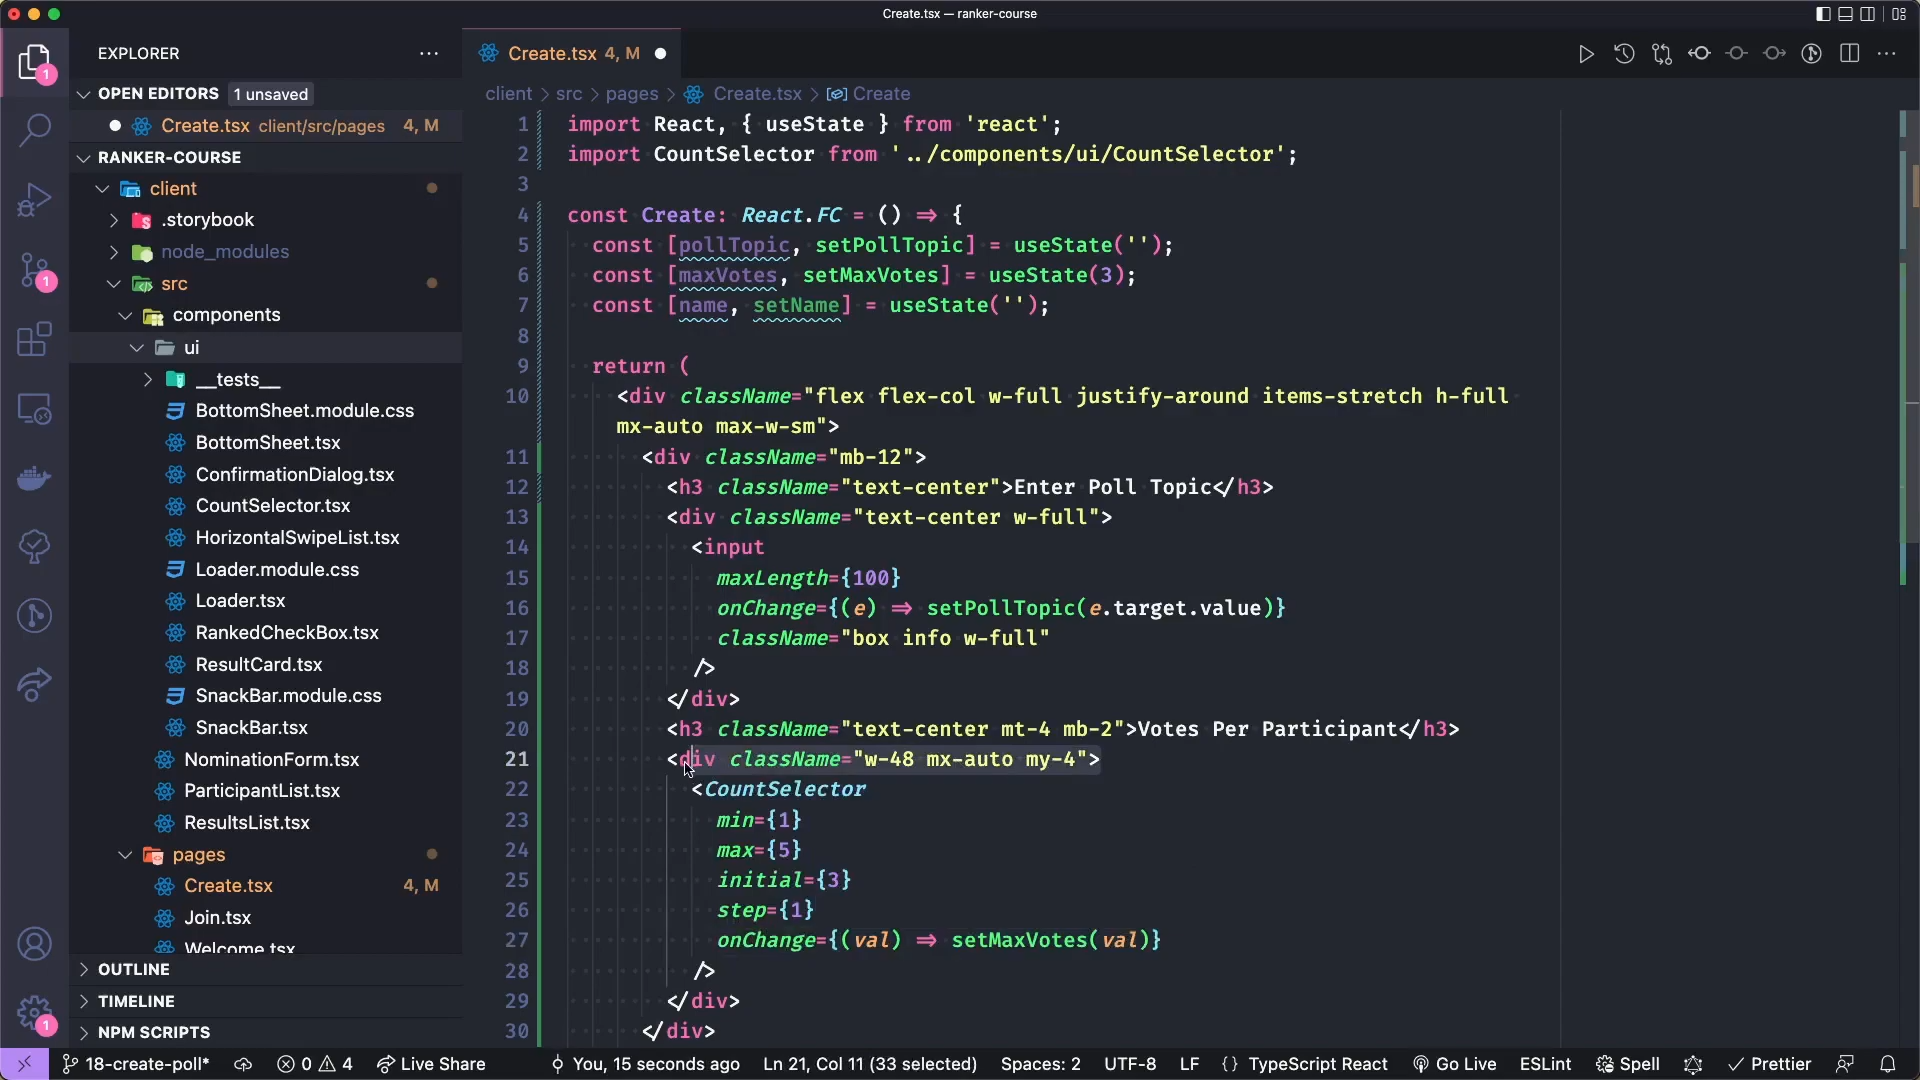 Create.tsx — ranker-course
EXPLORER
OPEN EDITORS 1 unsaved
Create.tsx client/src/pages 4, M
RANKER-COURSE
client
.storybook
node_modules
src
components
ui
__tests__
BottomSheet.module.css
BottomSheet.tsx
ConfirmationDialog.tsx
CountSelector.tsx
HorizontalSwipeList.tsx
Loader.module.css
Loader.tsx
RankedCheckBox.tsx
ResultCard.tsx
SnackBar.module.css
SnackBar.tsx
NominationForm.tsx
ParticipantList.tsx
ResultsList.tsx
pages
Create.tsx 4, M
Join.tsx
Welcome.tsx
OUTLINE
TIMELINE
NPM SCRIPTS
1
1
1
Create.tsx 4, M
client > src > pages > Create.tsx > Create
1 import React, { useState } from 'react';
2 import CountSelector from '../components/ui/CountSelector';
3
4 const Create: React.FC = () => {
5 const [pollTopic, setPollTopic] = useState('');
6 const [maxVotes, setMaxVotes] = useState(3);
7 const [name, setName] = useState('');
8
9 return (
10 <div className="flex flex-col w-full justify-around items-stretch h-full
mx-auto max-w-sm">
11 <div className="mb-12">
12 <h3 className="text-center">Enter Poll Topic</h3>
13 <div className="text-center w-full">
14 <input
15 maxLength={100}
16 onChange={(e) => setPollTopic(e.target.value)}
17 className="box info w-full"
18 />
19 </div>
20 <h3 className="text-center mt-4 mb-2">Votes Per Participant</h3>
21 <div className="w-48 mx-auto my-4">
22 <CountSelector
23 min={1}
24 max={5}
25 initial={3}
26 step={1}
27 onChange={(val) => setMaxVotes(val)}
28 />
29 </div>
30 </div>
18-create-poll* 0 4 Live Share You, 15 seconds ago Ln 21, Col 11 (33 selected) Spaces: 2 UTF-8 LF {} TypeScript React Go Live ESLint Spell Prettier